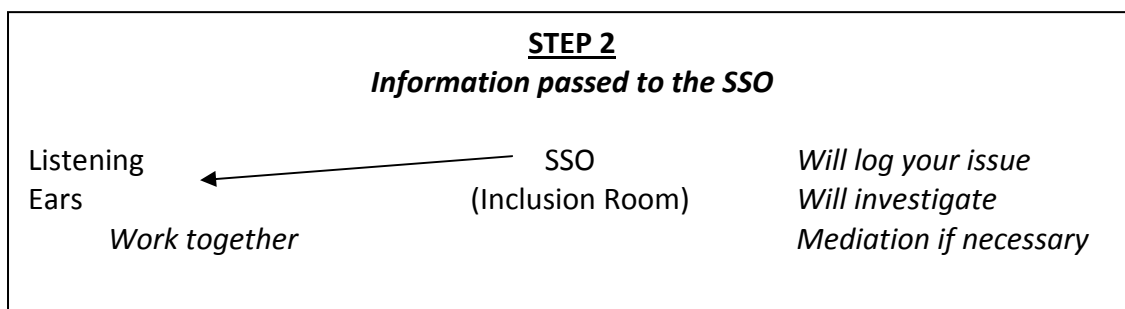 STEP 2
Information passed to the SSO
Listening SSO Will log your issue
Ears (Inclusion Room) Will investigate
Work together Mediation if necessary